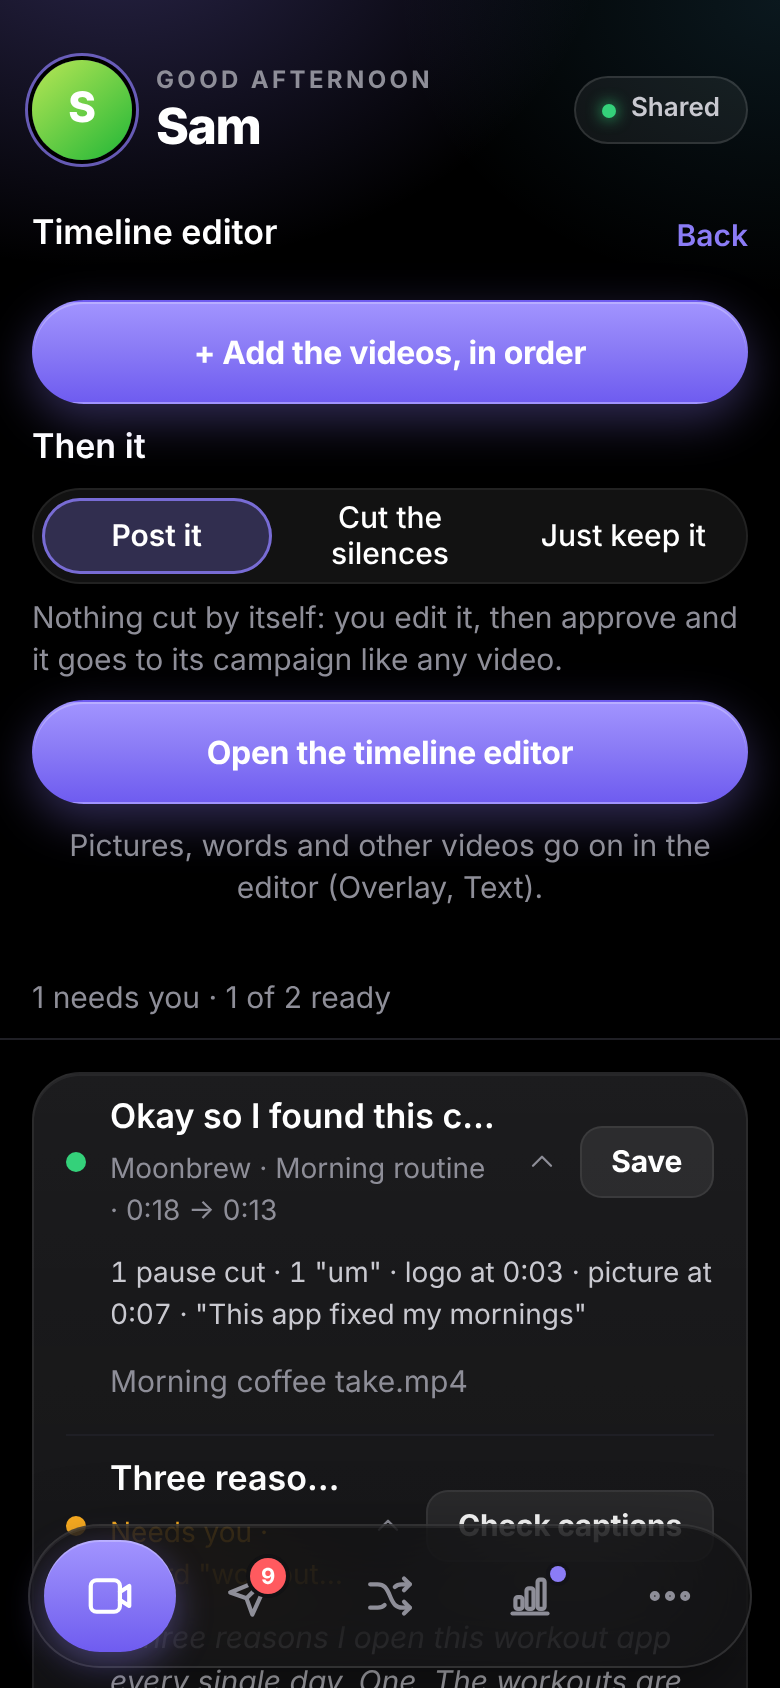 S
GOOD AFTERNOON
Sam
Shared
Timeline editor
Back
+ Add the videos, in order
Then it
Post it
Cut the
silences
Just keep it
Nothing cut by itself: you edit it, then approve and
it goes to its campaign like any video.
Open the timeline editor
Pictures, words and other videos go on in the
editor (Overlay, Text).
1 needs you · 1 of 2 ready
Okay so I found this c...
Moonbrew · Morning routine
· 0:18 → 0:13
Save
1 pause cut · 1 "um" · logo at 0:03 · picture at
0:07 · "This app fixed my mornings"
Morning coffee take.mp4
Three reaso...
Needs you ·
Check captions
9
reasons I open this workout app
every single day. One. The workouts are